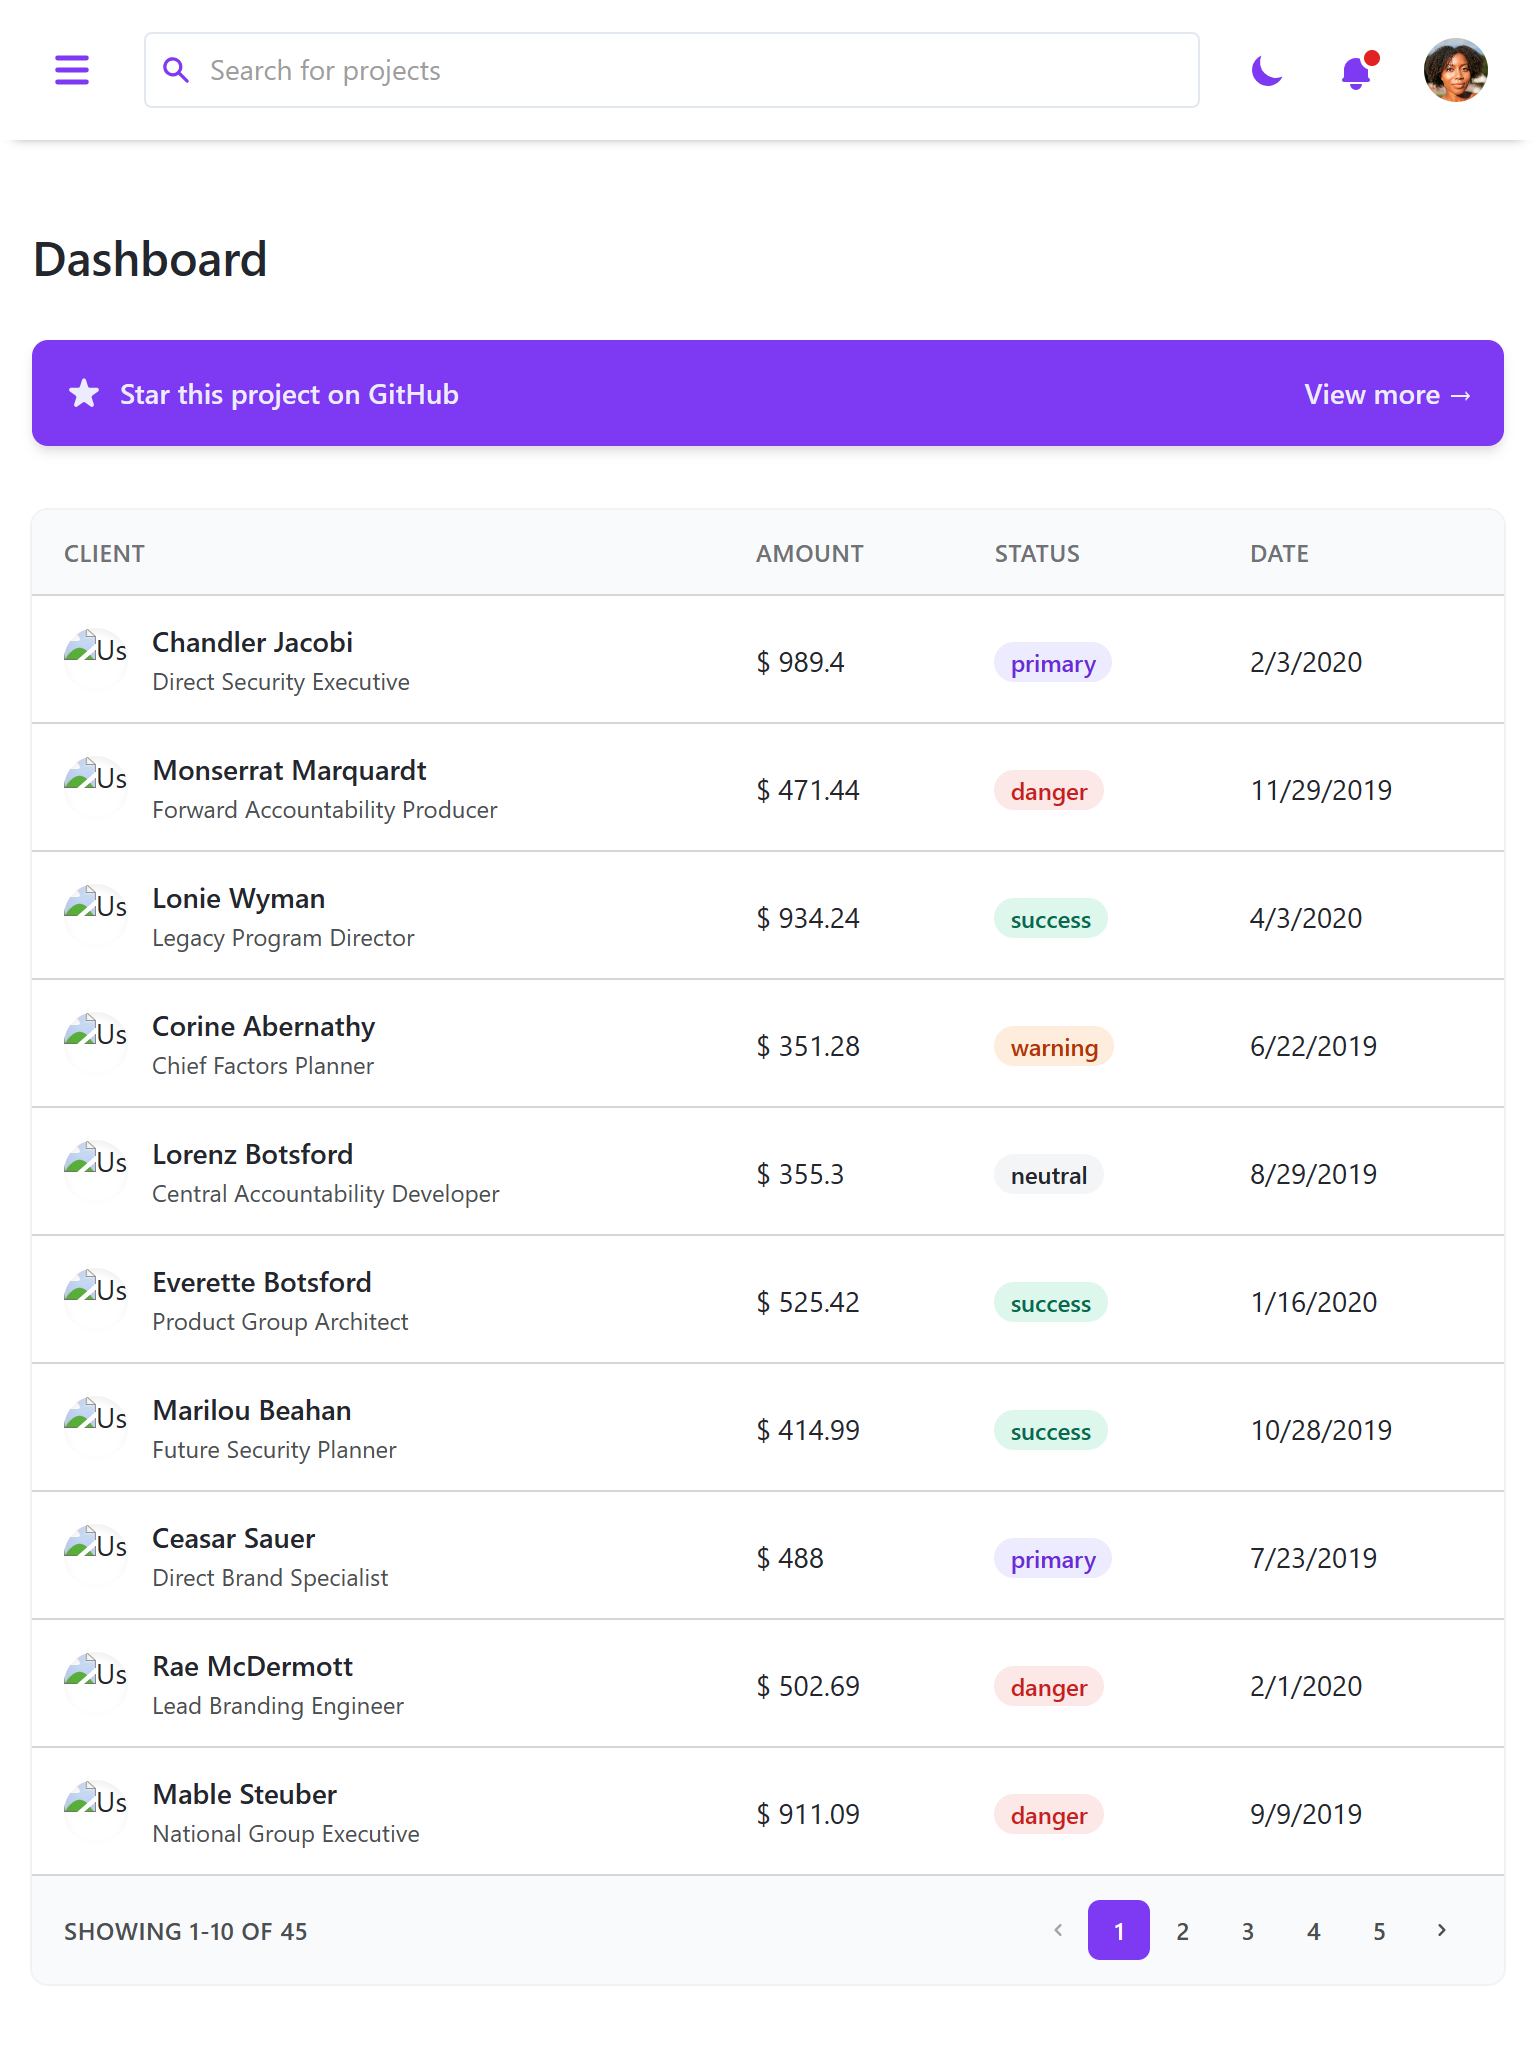 Search for projects
Dashboard
Star this project on GitHub
View more →
CLIENT AMOUNT STATUS DATE
Us Chandler Jacobi
Direct Security Executive
$ 989.4 primary 2/3/2020
Us Monserrat Marquardt
Forward Accountability Producer
$ 471.44 danger 11/29/2019
Us Lonie Wyman
Legacy Program Director
$ 934.24 success 4/3/2020
Us Corine Abernathy
Chief Factors Planner
$ 351.28 warning 6/22/2019
Us Lorenz Botsford
Central Accountability Developer
$ 355.3 neutral 8/29/2019
Us Everette Botsford
Product Group Architect
$ 525.42 success 1/16/2020
Us Marilou Beahan
Future Security Planner
$ 414.99 success 10/28/2019
Us Ceasar Sauer
Direct Brand Specialist
$ 488 primary 7/23/2019
Us Rae McDermott
Lead Branding Engineer
$ 502.69 danger 2/1/2020
Us Mable Steuber
National Group Executive
$ 911.09 danger 9/9/2019
SHOWING 1-10 OF 45
1 2 3 4 5